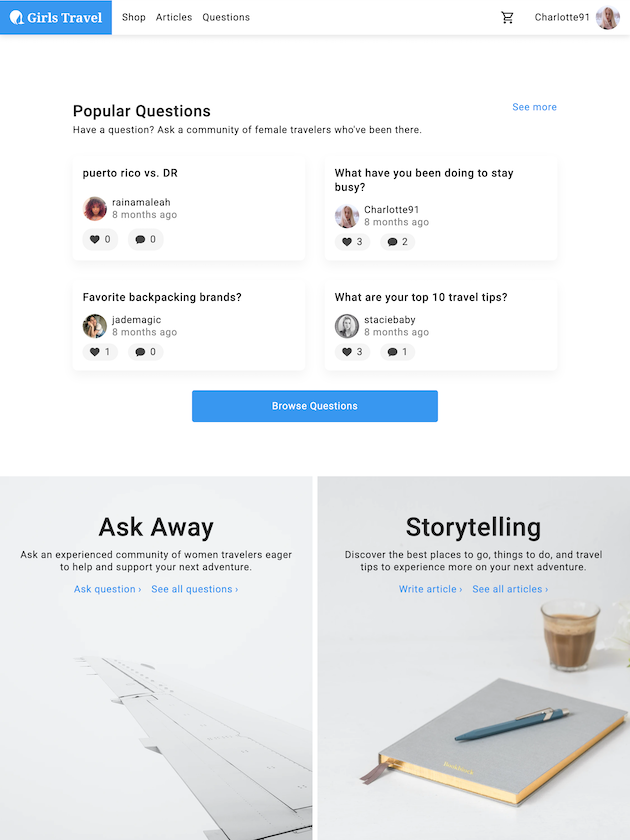 Girls Travel Shop Articles Questions Charlotte91
Popular Questions See more
Have a question? Ask a community of female travelers who've been there.
puerto rico vs. DR
rainamaleah
8 months ago
0 0
What have you been doing to stay
busy?
Charlotte91
8 months ago
3 2
Favorite backpacking brands?
jademagic
8 months ago
1 0
What are your top 10 travel tips?
staciebaby
8 months ago
3 1
Browse Questions
Ask Away
Ask an experienced community of women travelers eager
to help and support your next adventure.
Ask question › See all questions ›
Storytelling
Discover the best places to go, things to do, and travel
tips to experience more on your next adventure.
Write article › See all articles ›